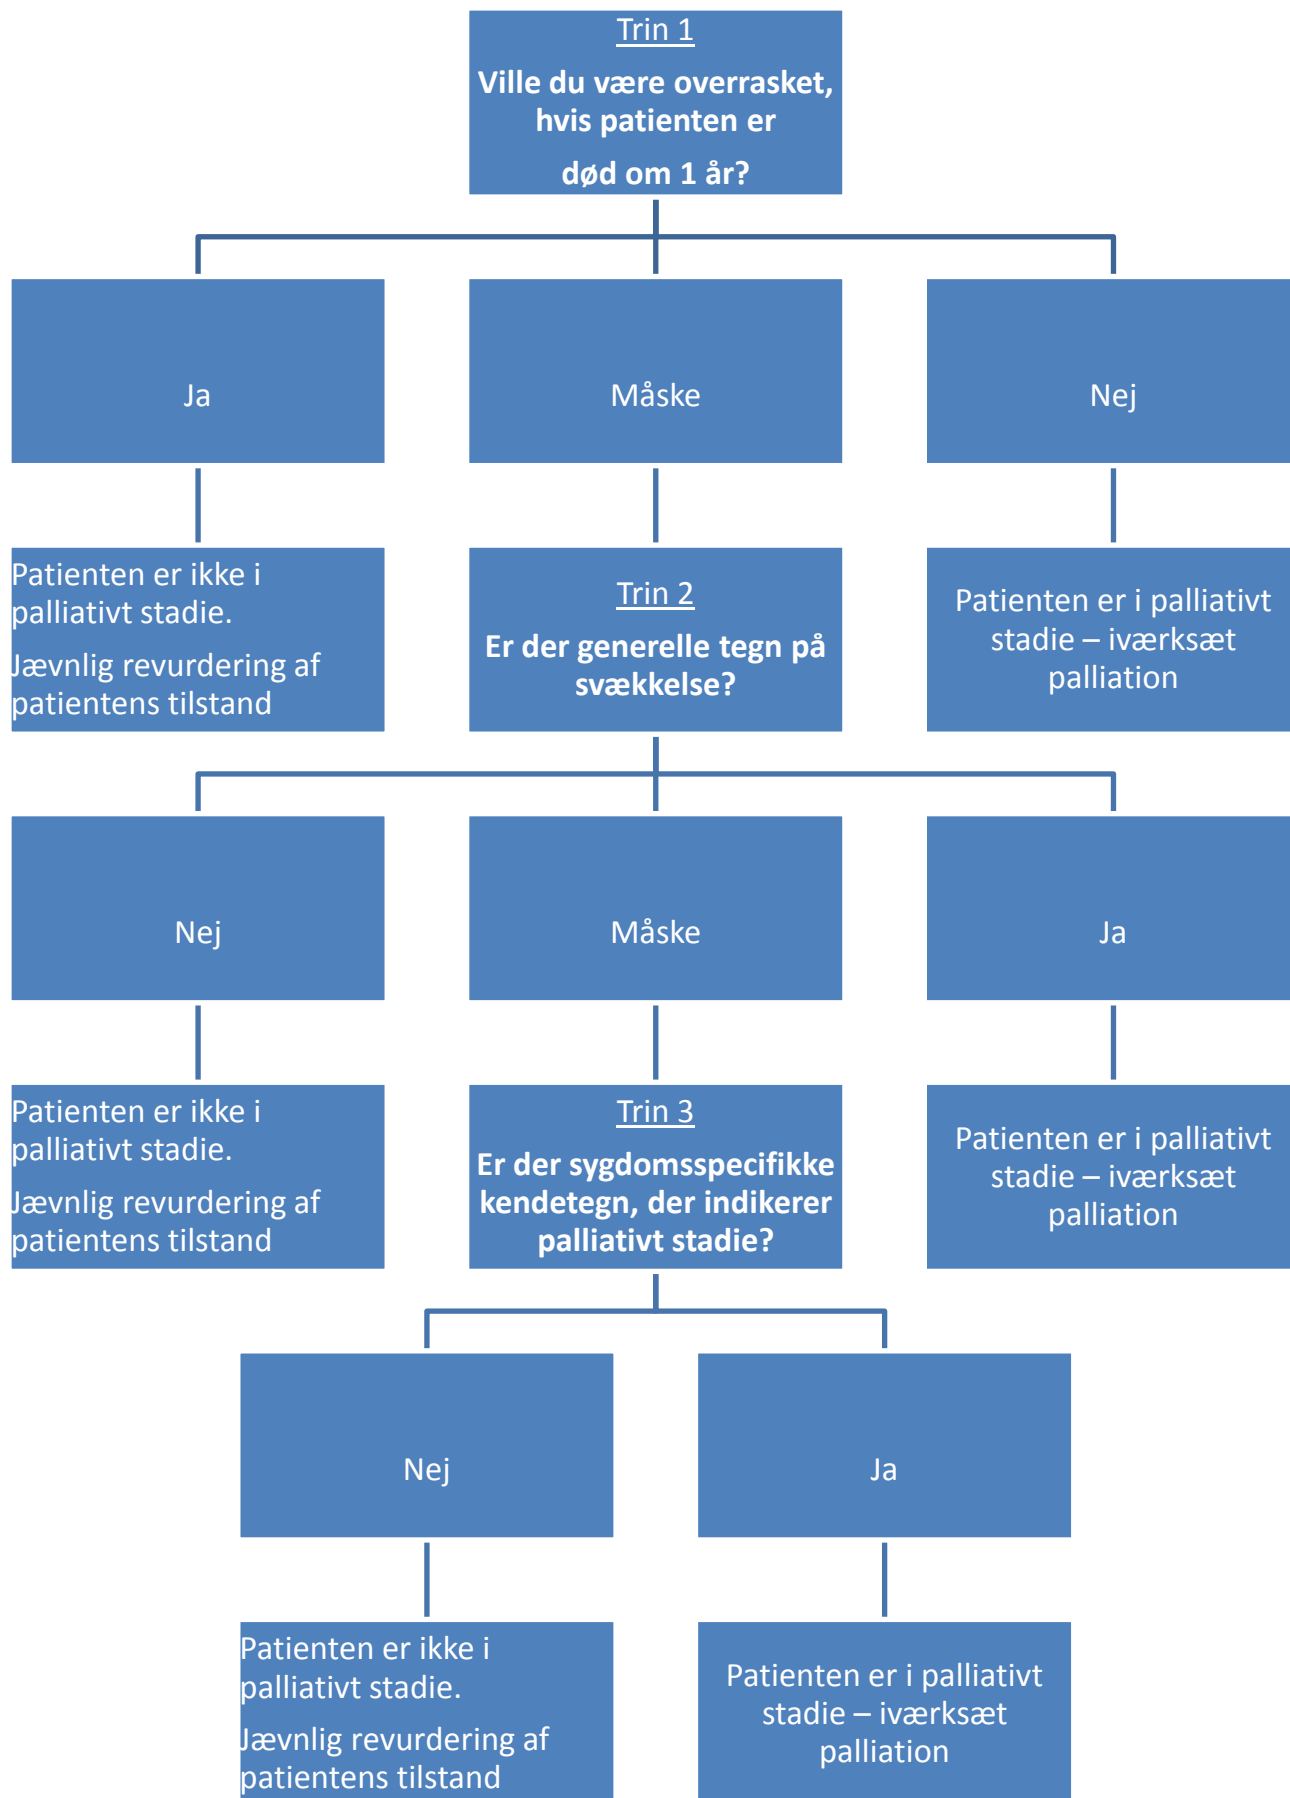 Trin 1
Ville du være overrasket,
hvis patienten er
død om 1 år?
Ja
Måske
Nej
Patienten er ikke i
palliativt stadie.
Jævnlig revurdering af
patientens tilstand
Trin 2
Er der generelle tegn på
svækkelse?
Patienten er i palliativt
stadie – iværksæt
palliation
Nej
Måske
Ja
Patienten er ikke i
palliativt stadie.
Jævnlig revurdering af
patientens tilstand
Trin 3
Er der sygdomsspecifikke
kendetegn, der indikerer
palliativt stadie?
Patienten er i palliativt
stadie – iværksæt
palliation
Nej
Ja
Patienten er ikke i
palliativt stadie.
Jævnlig revurdering af
patientens tilstand
Patienten er i palliativt
stadie – iværksæt
palliation